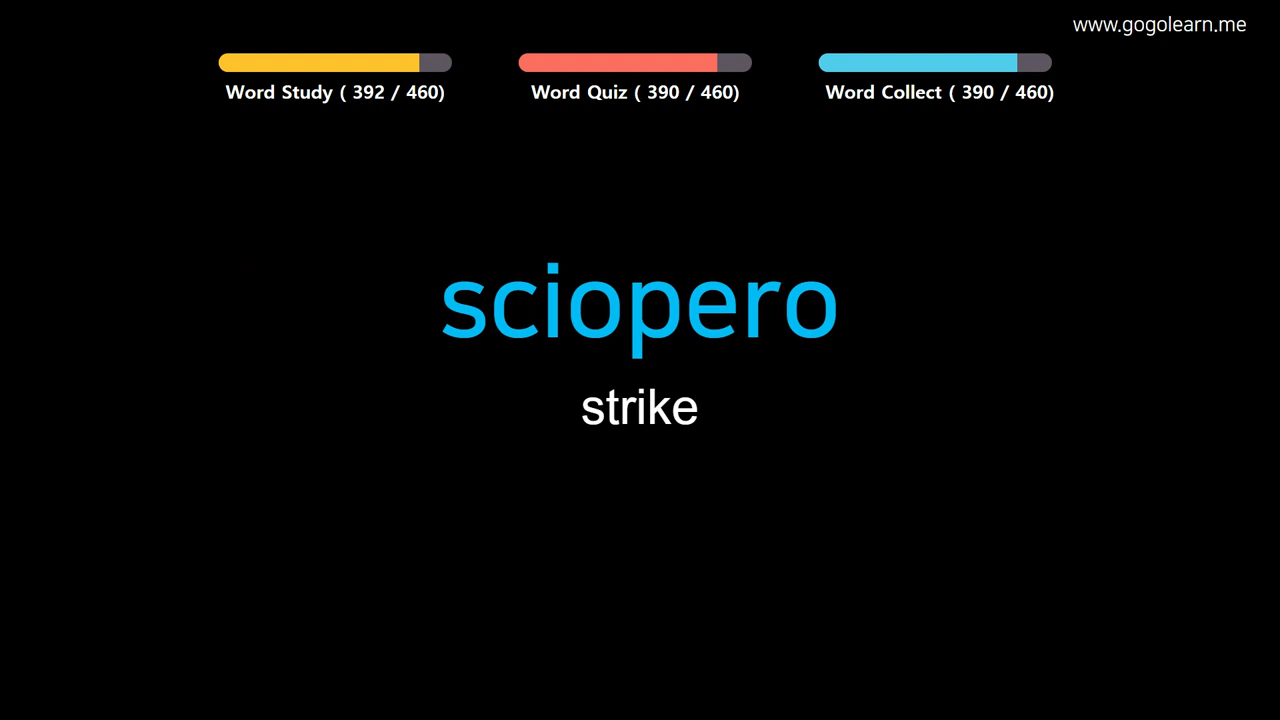 www.gogolearn.me
Word Study ( 392 / 460)
Word Quiz ( 390 / 460)
Word Collect ( 390 / 460)
sciopero
strike